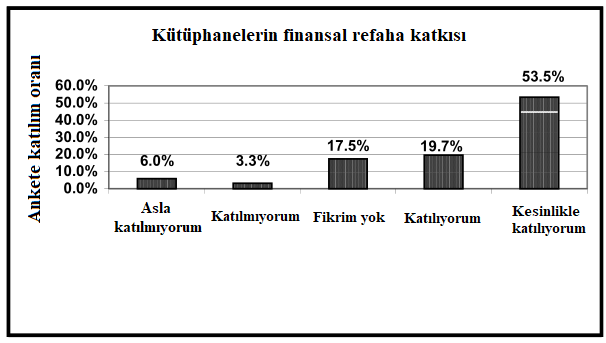 Kütüphanelerin finansal refaha katkısı
Ankete katılım oranı
60.0%
50.0%
40.0%
30.0%
20.0%
10.0%
0.0%
6.0%
3.3%
17.5%
19.7%
53.5%
Asla
katılmıyorum
Katılmıyorum
Fikrim yok
Katılıyorum
Kesinlikle
katılıyorum